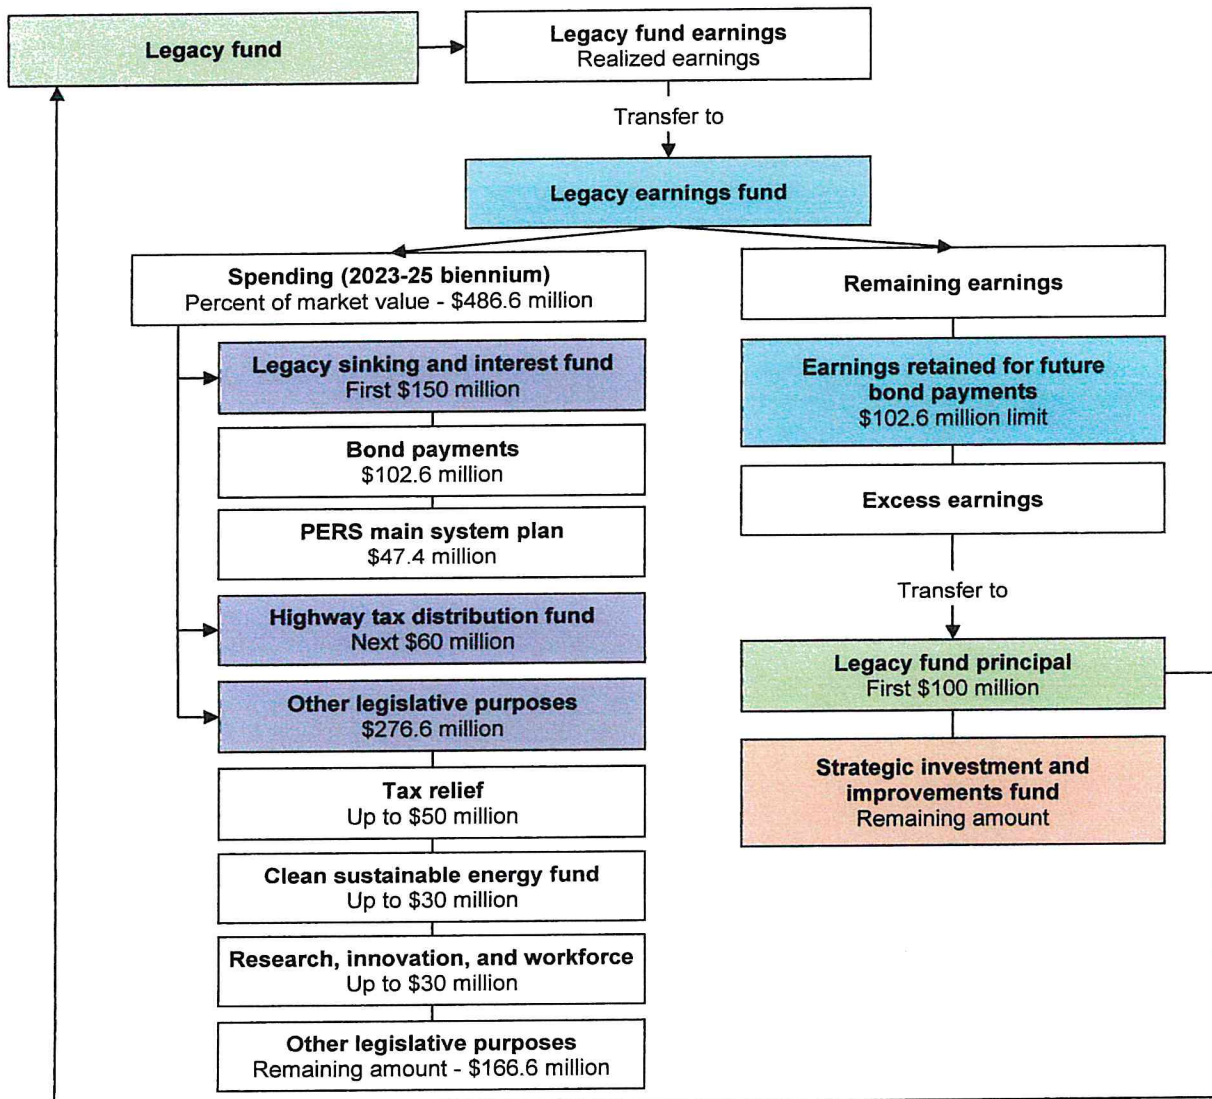 Legacy fund
Legacy fund earnings
Realized earnings
Transfer to
Legacy earnings fund
Spending (2023-25 biennium)
Percent of market value - $486.6 million
Legacy sinking and interest fund
First $150 million
Bond payments
$102.6 million
PERS main system plan
$47.4 million
Highway tax distribution fund
Next $60 million
Other legislative purposes
$276.6 million
Tax relief
Up to $50 million
Clean sustainable energy fund
Up to $30 million
Research, innovation, and workforce
Up to $30 million
Other legislative purposes
Remaining amount - $166.6 million
Remaining earnings
Earnings retained for future
bond payments
$102.6 million limit
Excess earnings
Transfer to
Legacy fund principal
First $100 million
Strategic investment and
improvements fund
Remaining amount